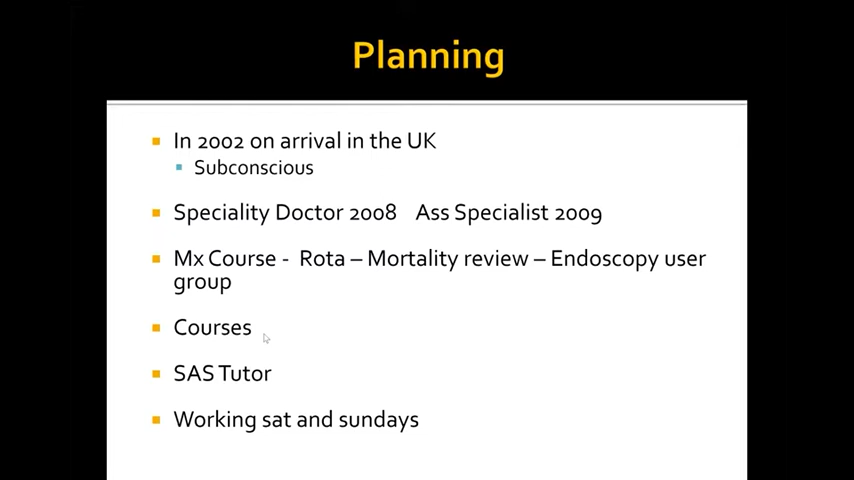 Planning
In 2002 on arrival in the UK
Subconscious
Speciality Doctor 2008 Ass Specialist 2009
Mx Course - Rota – Mortality review – Endoscopy user
group
Courses
SAS Tutor
Working sat and sundays